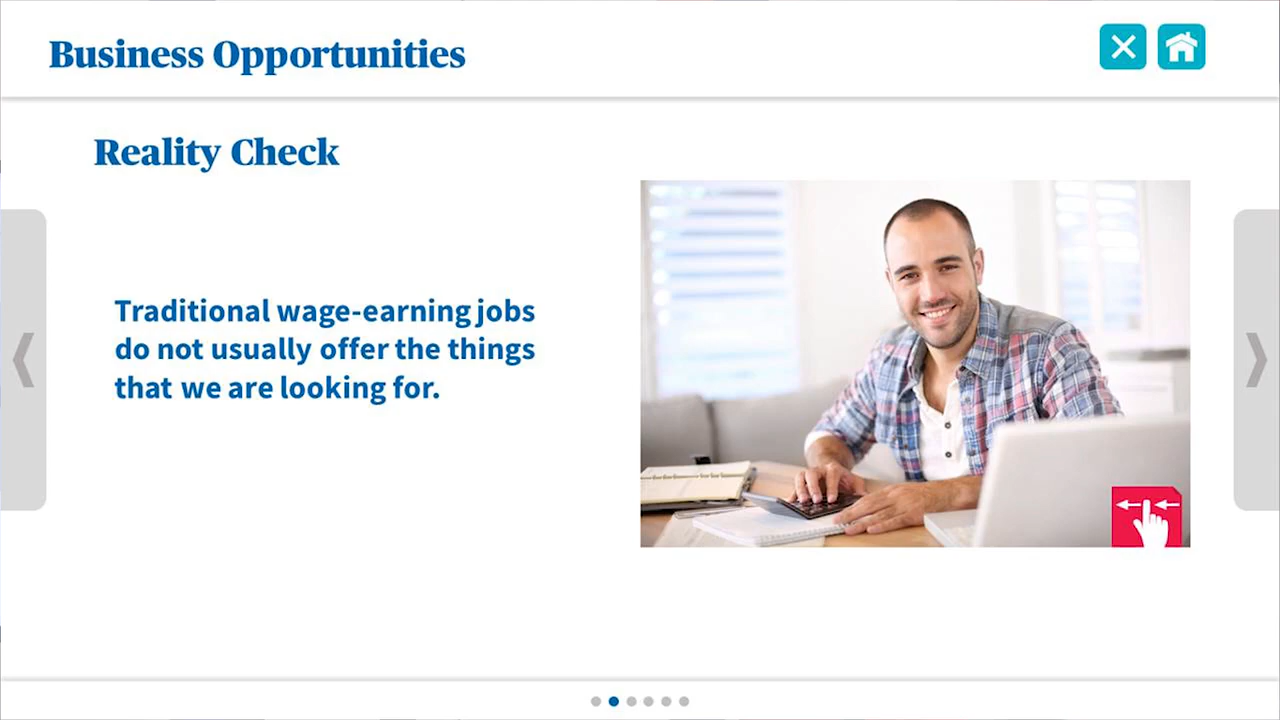 Business Opportunities
Reality Check
Traditional wage-earning jobs
do not usually offer the things
that we are looking for.